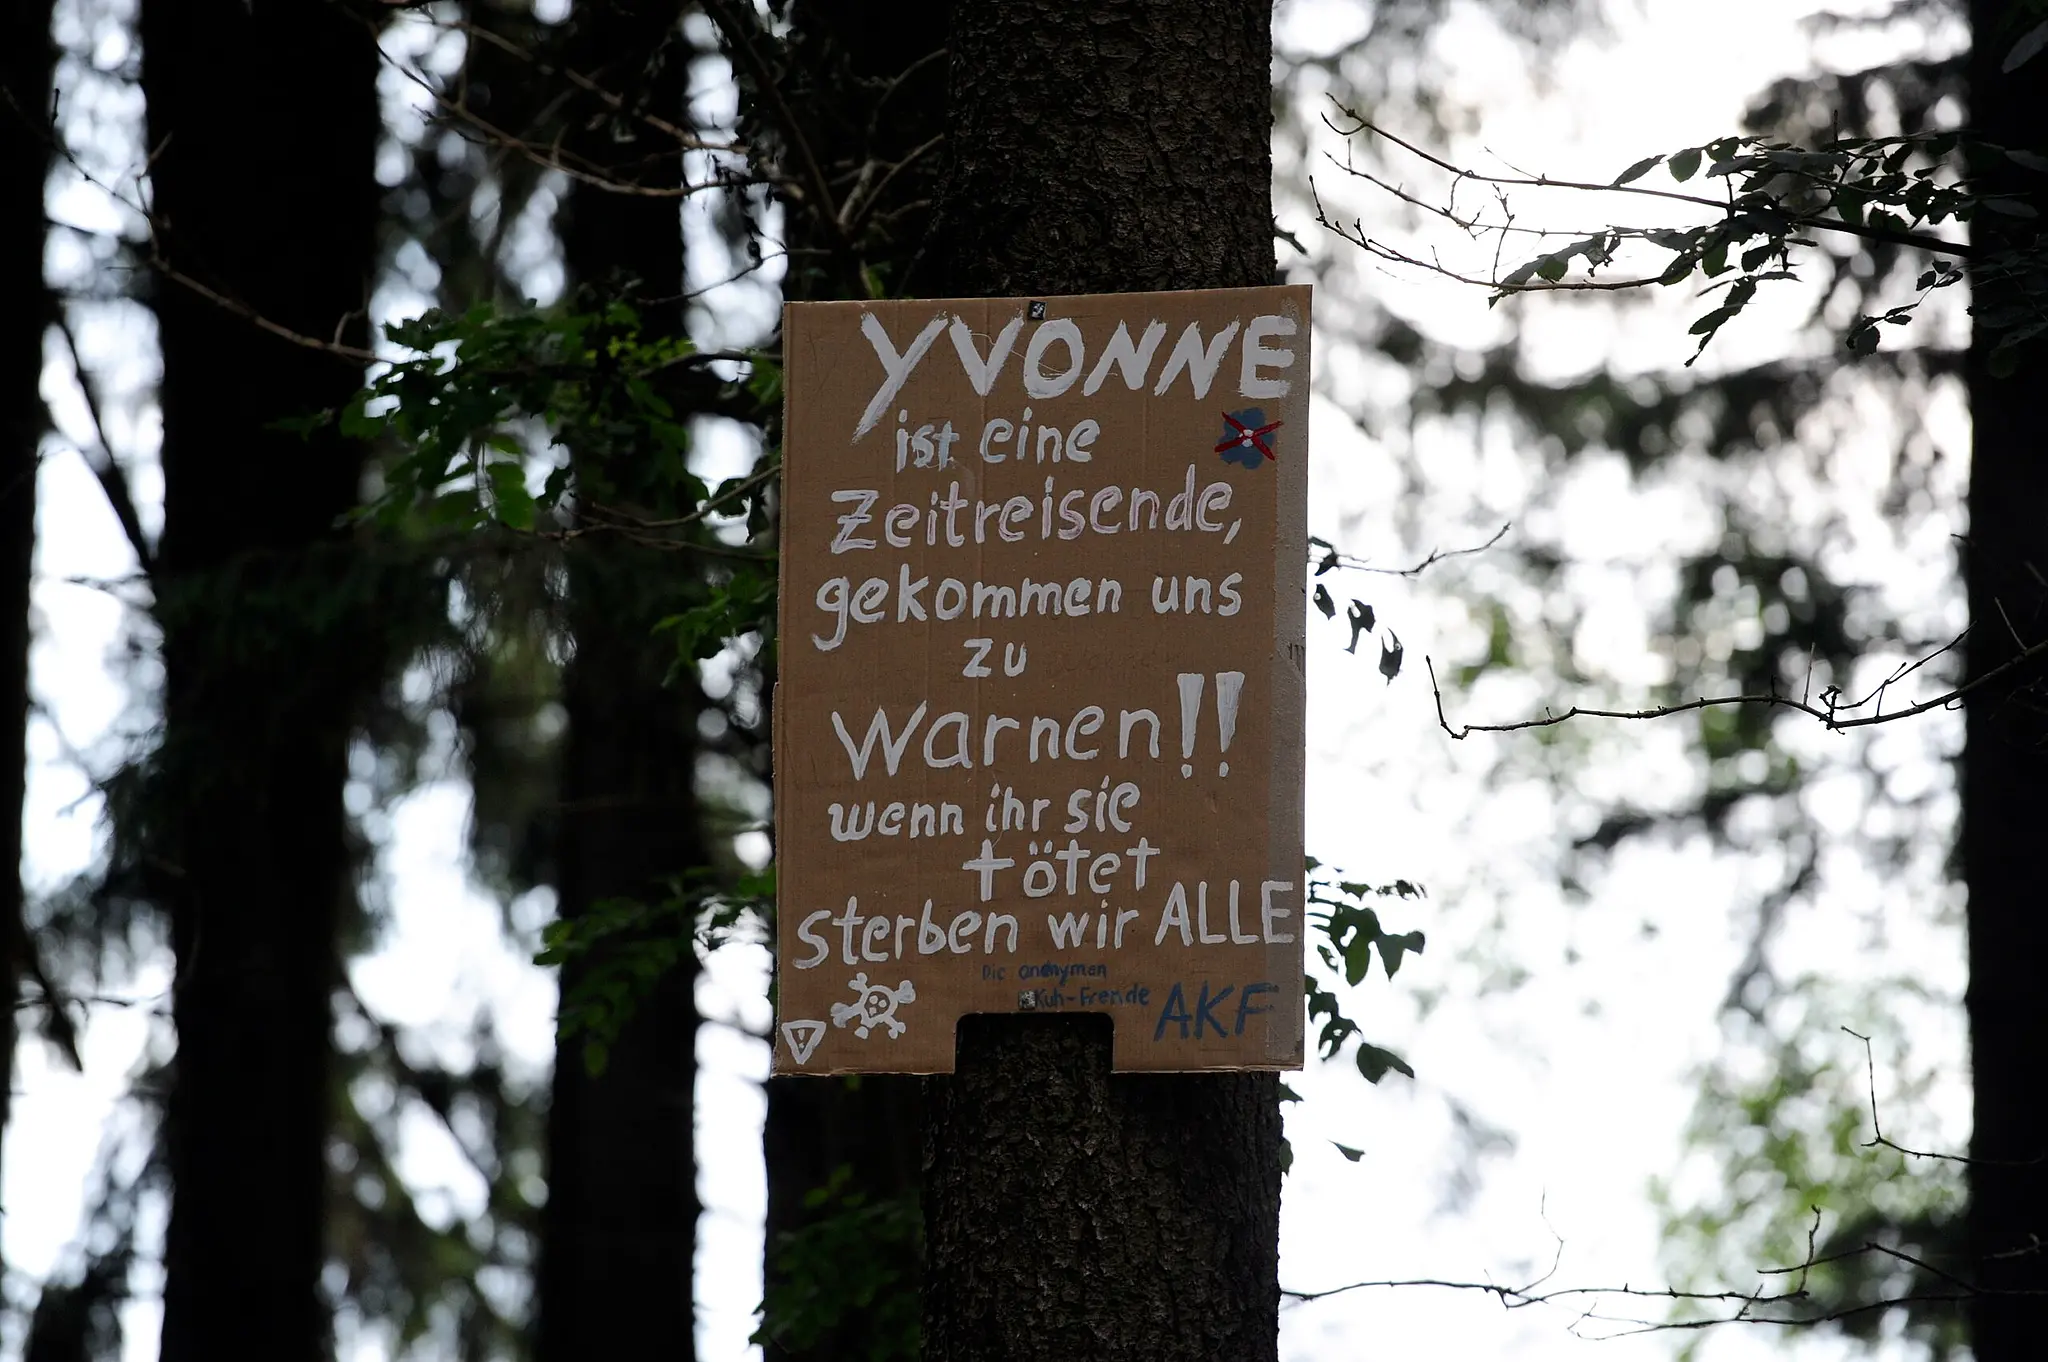 YVONNE
ist eine
Zeitreisende,
gekommen uns
zu
Warnen!!
wenn ihr sie
tötet
sterben wir ALLE
Die anonymen
Kuh-Freunde AKF